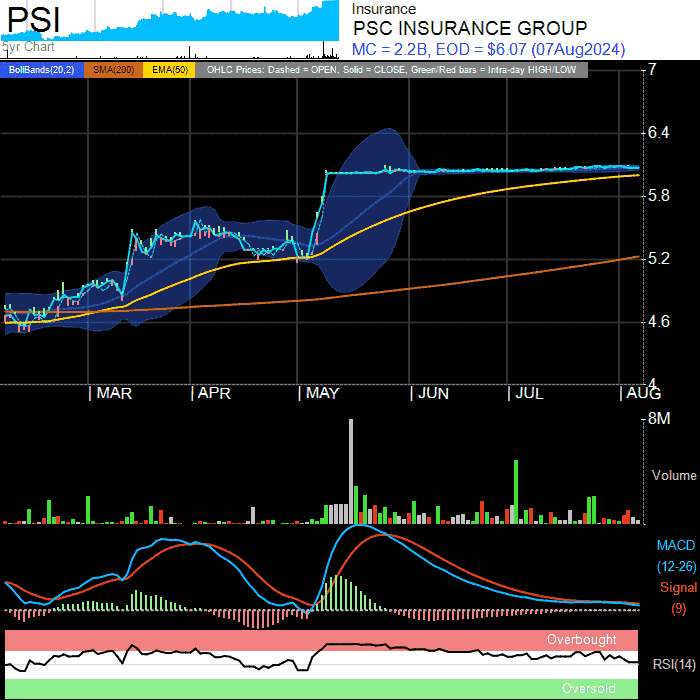 PSI
5yr Chart
Insurance
PSC INSURANCE GROUP
MC = 2.2B, EOD = $6.07 (07Aug2024)
BollBands(20,2) SMA(200) EMA(50) OHLC Prices: Dashed = OPEN, Solid = CLOSE, Green/Red bars = Intra-day HIGH/LOW
7
6.4
5.8
5.2
4.6
4
| MAR | APR | MAY | JUN | JUL | AUG
8M
Volume
MACD
(12-26)
Signal
(9)
Overbought
RSI(14)
Oversold